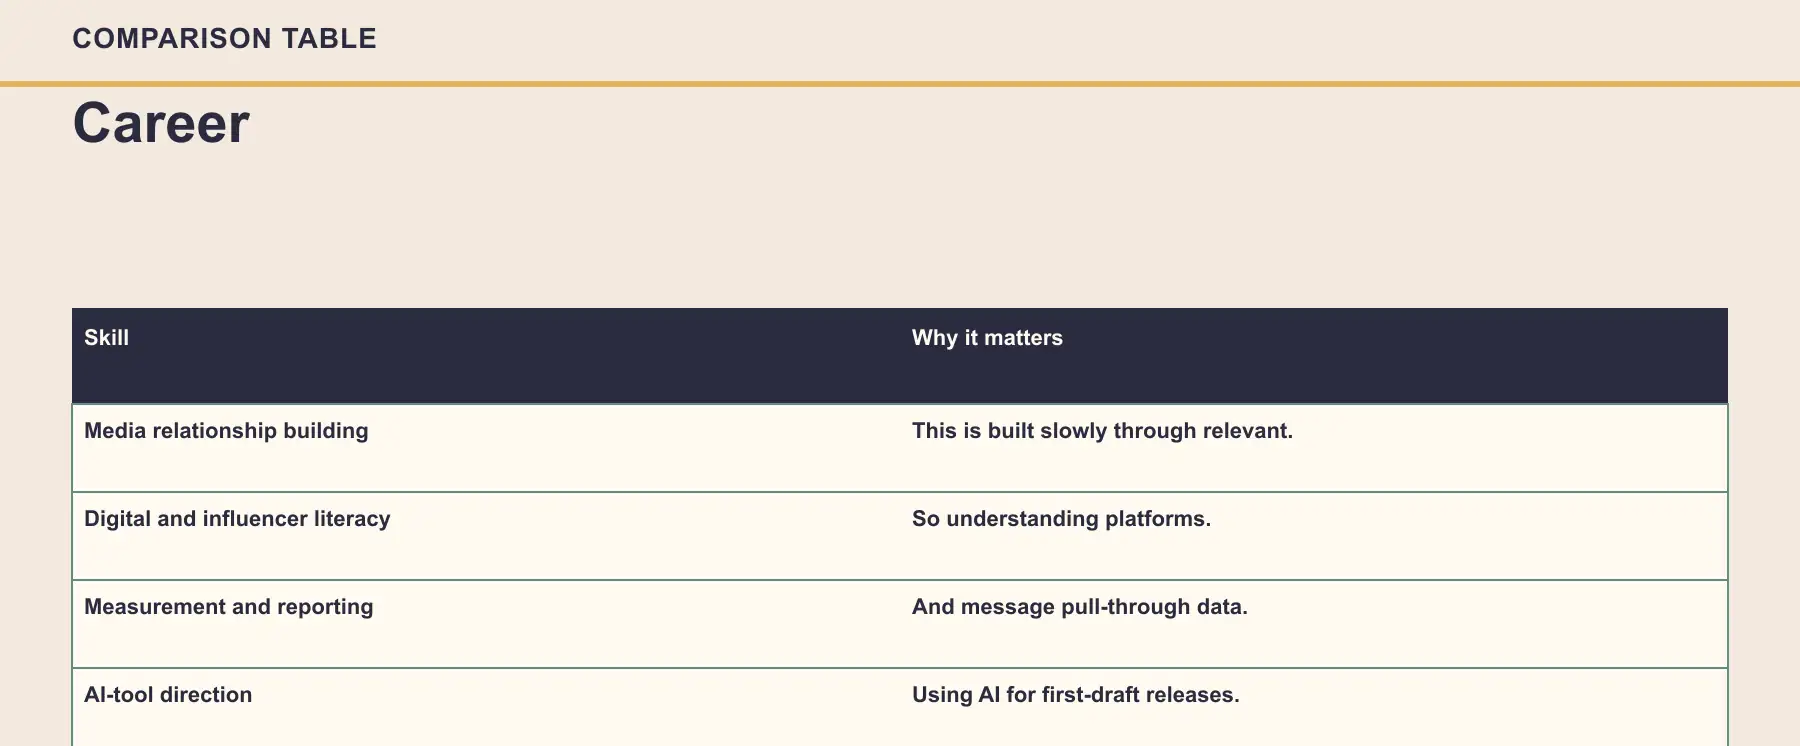 COMPARISON TABLE
Career
Skill
Why it matters
Media relationship building
This is built slowly through relevant.
Digital and influencer literacy
So understanding platforms.
Measurement and reporting
And message pull-through data.
AI-tool direction
Using AI for first-draft releases.